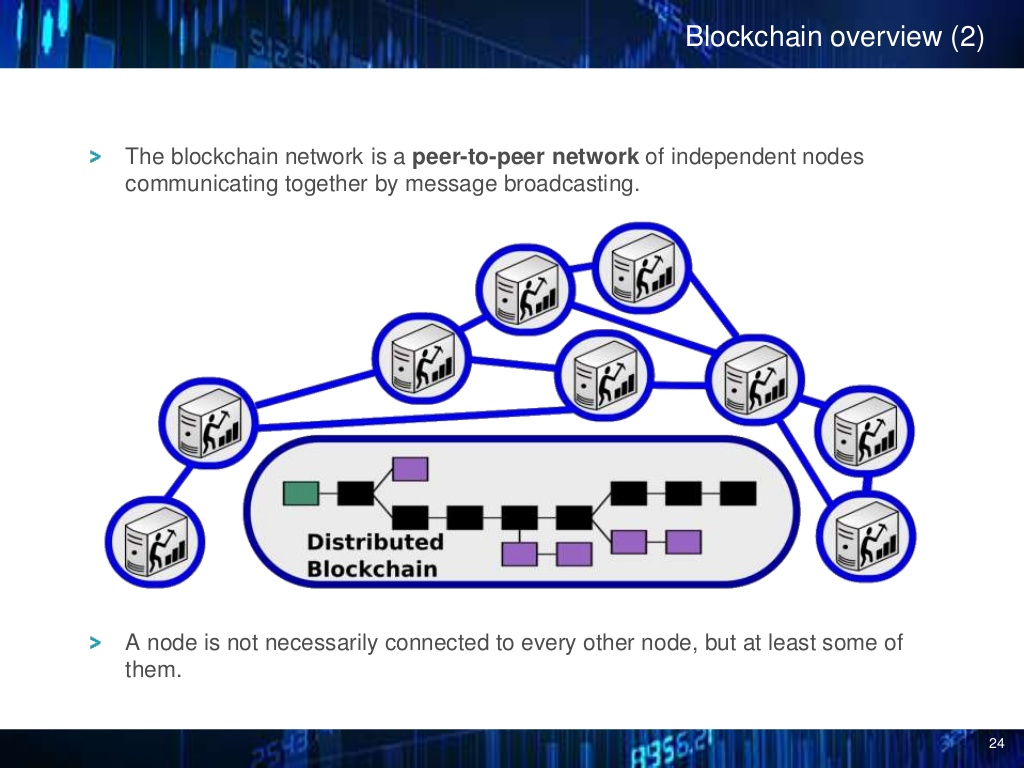 Blockchain overview (2)
> The blockchain network is a peer-to-peer network of independent nodes
communicating together by message broadcasting.
Distributed
Blockchain
> A node is not necessarily connected to every other node, but at least some of
them.
24